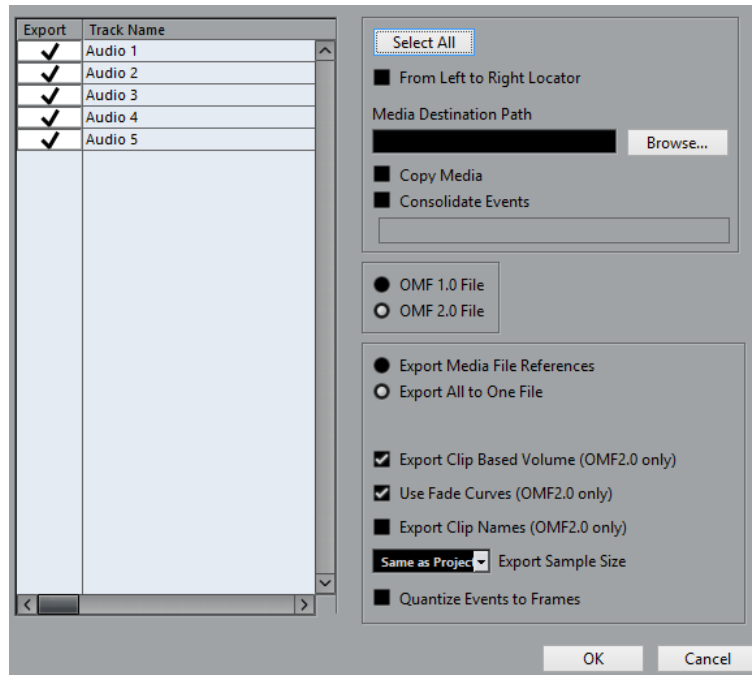 Export Track Name
Audio 1
Audio 2
Audio 3
Audio 4
Audio 5
Select All
From Left to Right Locator
Media Destination Path
Browse...
Copy Media
Consolidate Events
OMF 1.0 File
OMF 2.0 File
Export Media File References
Export All to One File
Export Clip Based Volume (OMF2.0 only)
Use Fade Curves (OMF2.0 only)
Export Clip Names (OMF2.0 only)
Same as Project Export Sample Size
Quantize Events to Frames
OK Cancel